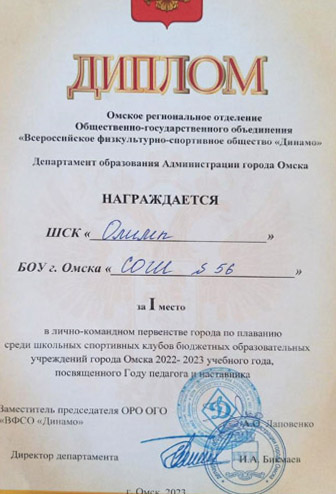 ДИПЛОМ
Омское региональное отделение
Общественно-государственного объединения
«Всероссийское физкультурно-спортивное общество «Динамо»
Департамент образования Администрации города Омска
НАГРАЖДАЕТСЯ
ШСК « Олимп »
БОУ г. Омска « СОШ s 56 »
за I место
в лично-командном первенстве города по плаванию
среди школьных спортивных клубов бюджетных образовательных
учреждений города Омска 2022- 2023 учебного года,
посвященного Году педагога и наставника
Заместитель председателя ОРО ОГО
«ВФСО «Динамо» А.О. Лаповенко
Директор департамента И.А. Бикмаев
г. Омск, 2023